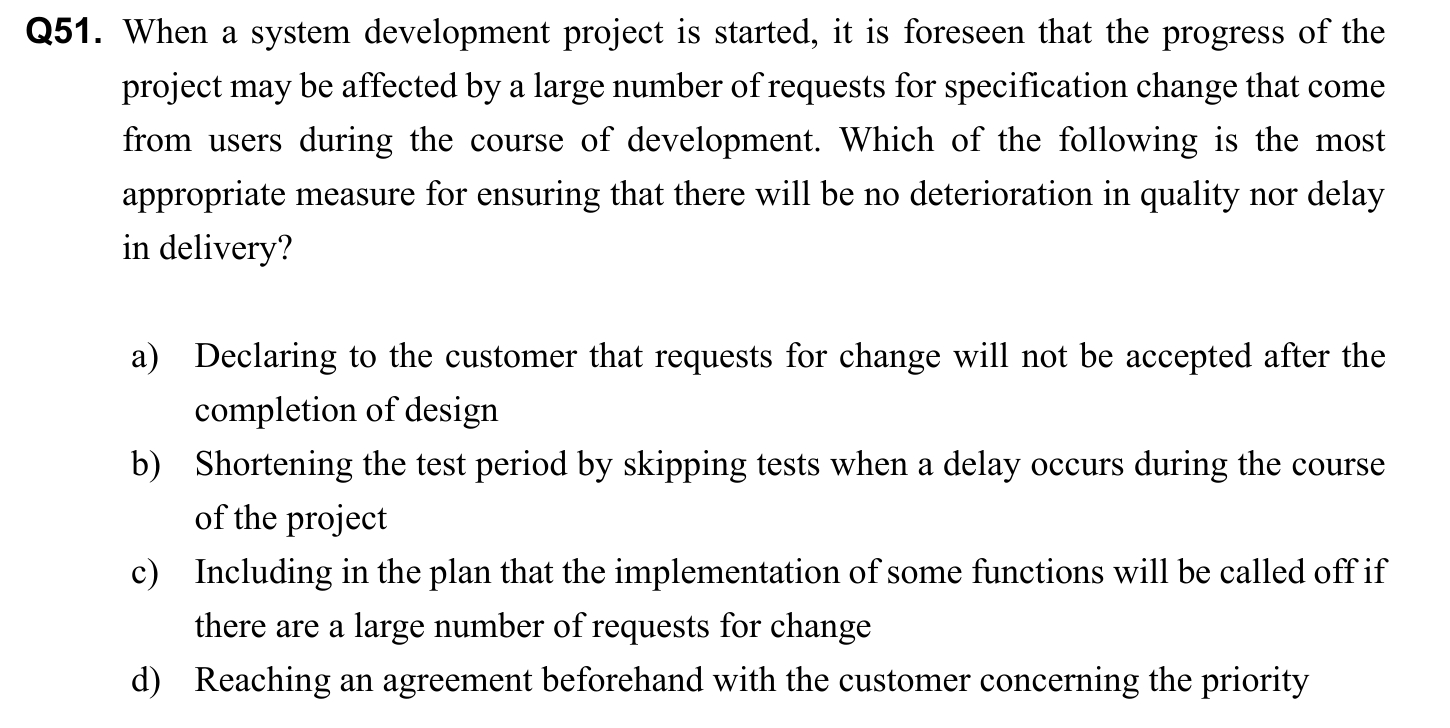 Q51. When a system development project is started, it is foreseen that the progress of the
project may be affected by a large number of requests for specification change that come
from users during the course of development. Which of the following is the most
appropriate measure for ensuring that there will be no deterioration in quality nor delay
in delivery?
a) Declaring to the customer that requests for change will not be accepted after the
completion of design
b) Shortening the test period by skipping tests when a delay occurs during the course
of the project
c) Including in the plan that the implementation of some functions will be called off if
there are a large number of requests for change
d) Reaching an agreement beforehand with the customer concerning the priority